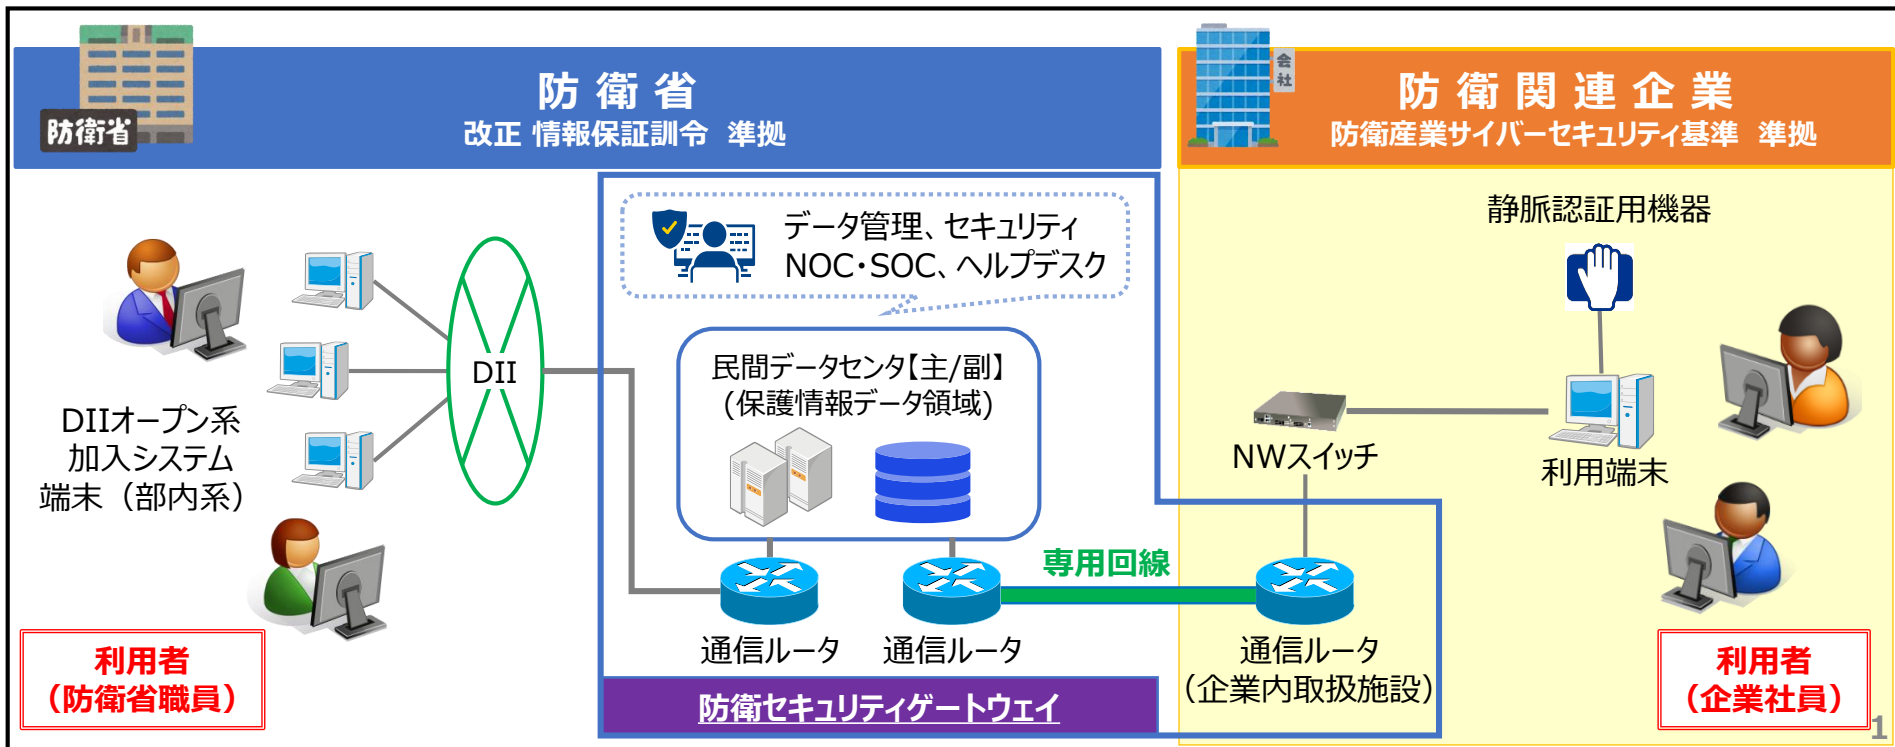 防衛省
防衛省
改正 情報保証訓令 準拠
会社
防衛関連企業
防衛産業サイバーセキュリティ基準 準拠
データ管理、セキュリティ
NOC・SOC、ヘルプデスク
静脈認証用機器
DII
民間データセンタ【主/副】
(保護情報データ領域)
DIIオープン系
加入システム
端末（部内系）
NWスイッチ
利用端末
専用回線
通信ルータ
通信ルータ
通信ルータ
（企業内取扱施設）
利用者
（防衛省職員）
防衛セキュリティゲートウェイ
利用者
（企業社員）
1